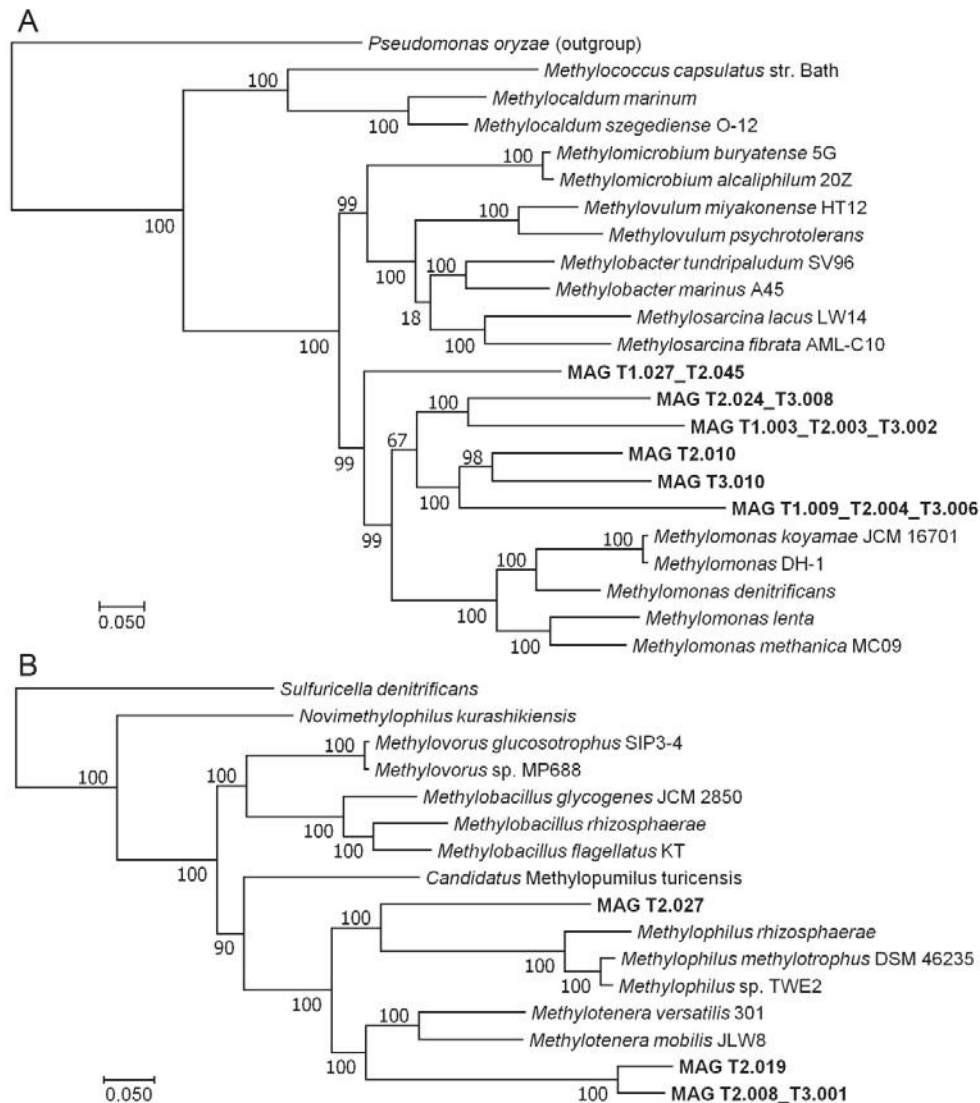 A
Pseudomonas oryzae (outgroup)
100
Methylococcus capsulatus str. Bath
Methylocaldum marinum
100
Methylocaldum szegediense O-12
100
Methylomicrobium buryatense 5G
Methylomicrobium alcaliphilum 20Z
99
100
Methylovulum miyakonense HT12
100
Methylovulum psychrotolerans
100
100
Methylobacter tundripaludum SV96
Methylobacter marinus A45
18
Methylosarcina lacus LW14
100
100
Methylosarcina fibrata AML-C10
MAG T1.027_T2.045
100
MAG T2.024_T3.008
MAG T1.003_T2.003_T3.002
67
99
98
MAG T2.010
MAG T3.010
100
MAG T1.009_T2.004_T3.006
99
100
Methylomonas koyamae JCM 16701
Methylomonas DH-1
100
Methylomonas denitrificans
0.050
100
Methylomonas lenta
100
Methylomonas methanica MC09
B
Sulfuricella denitrificans
Novimethylophilus kurashikiensis
100
Methylovorus glucosotrophus SIP3-4
Methylovorus sp. MP688
100
100
Methylobacillus glycogenes JCM 2850
100
Methylobacillus rhizosphaerae
100
Methylobacillus flagellatus KT
100
Candidatus Methylopumilus turicensis
100
MAG T2.027
90
Methylophilus rhizosphaerae
100
Methylophilus methylotrophus DSM 46235
100
Methylophilus sp. TWE2
100
100
Methylotenera versatilis 301
Methylotenera mobilis JLW8
100
MAG T2.019
0.050
100
MAG T2.008_T3.001